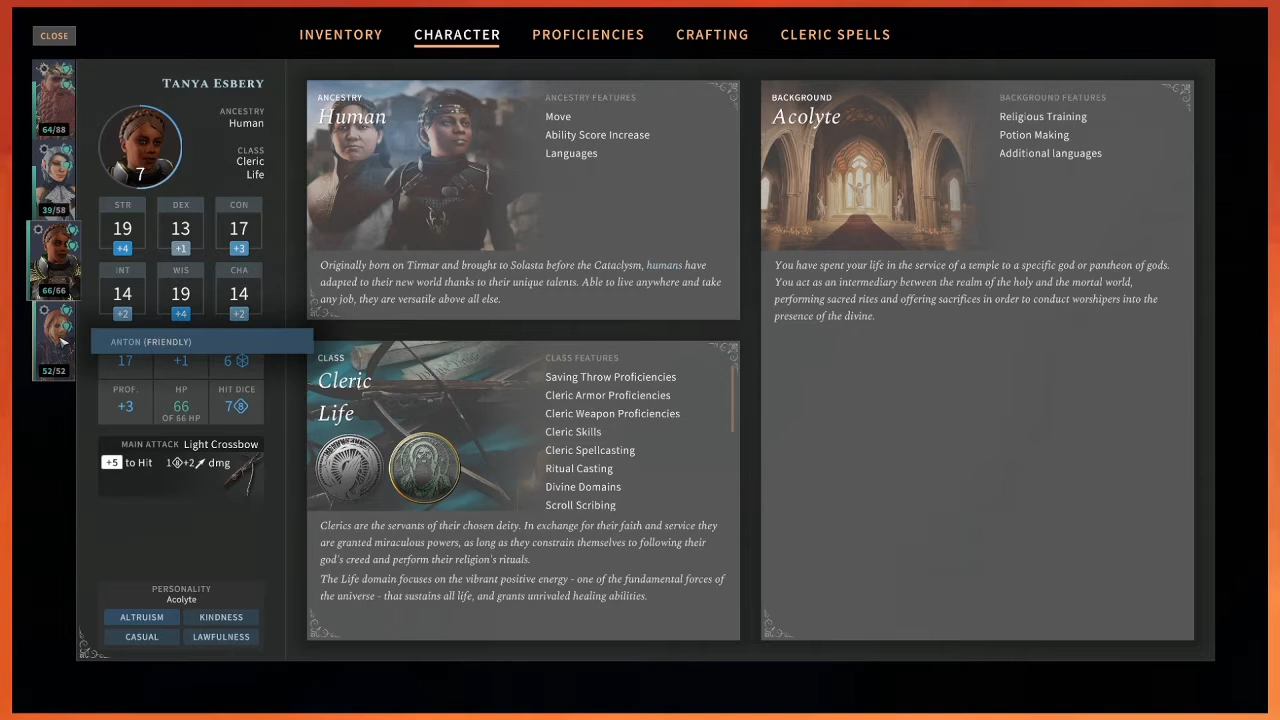 CLOSE
INVENTORY CHARACTER PROFICIENCIES CRAFTING CLERIC SPELLS
64/88
39/58
66/66
52/52
TANYA ESBERY
ANCESTRY
Human
CLASS
Cleric
Life
7
STR DEX CON
19 13 17
+4 +1 +3
INT WIS CHA
14 19 14
+2 +4 +2
ANTON (FRIENDLY)
17 +1 6
PROF. HP HIT DICE
+3 66 7 8
OF 66 HP
MAIN ATTACK Light Crossbow
+5 to Hit 1 8 +2 dmg
PERSONALITY
Acolyte
ALTRUISM KINDNESS
CASUAL LAWFULNESS
ANCESTRY
Human
ANCESTRY FEATURES
Move
Ability Score Increase
Languages
Originally born on Tirmar and brought to Solasta before the Cataclysm, humans have
adapted to their new world thanks to their unique talents. Able to live anywhere and take
any job, they are versatile above all else.
BACKGROUND
Acolyte
BACKGROUND FEATURES
Religious Training
Potion Making
Additional languages
You have spent your life in the service of a temple to a specific god or pantheon of gods.
You act as an intermediary between the realm of the holy and the mortal world,
performing sacred rites and offering sacrifices in order to conduct worshipers into the
presence of the divine.
CLASS
Cleric
Life
CLASS FEATURES
Saving Throw Proficiencies
Cleric Armor Proficiencies
Cleric Weapon Proficiencies
Cleric Skills
Cleric Spellcasting
Ritual Casting
Divine Domains
Scroll Scribing
Clerics are the servants of their chosen deity. In exchange for their faith and service they
are granted miraculous powers, as long as they constrain themselves to following their
god's creed and perform their religion's rituals.
The Life domain focuses on the vibrant positive energy - one of the fundamental forces of
the universe - that sustains all life, and grants unrivaled healing abilities.